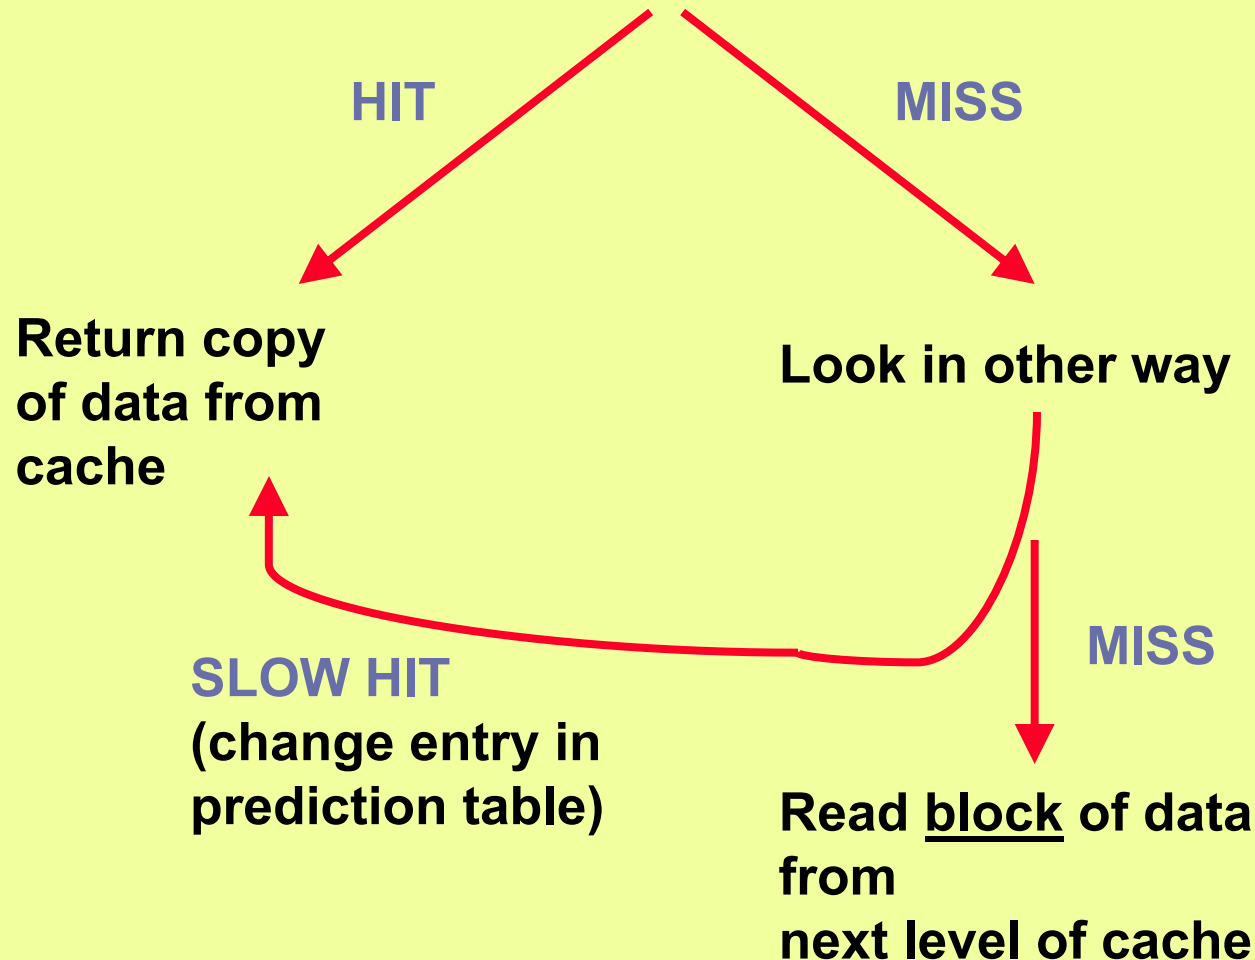 HIT
MISS
Return copy
of data from
cache
Look in other way
SLOW HIT
(change entry in
prediction table)
MISS
Read block of data
from
next level of cache